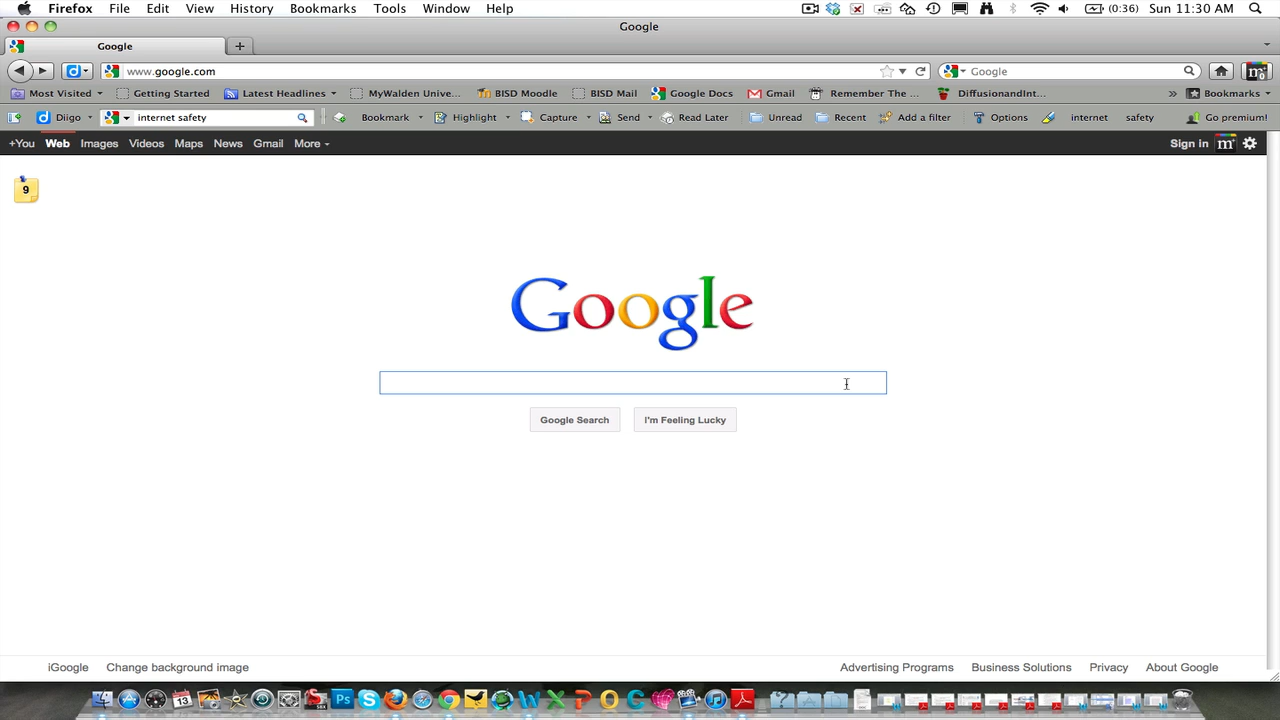 Firefox File Edit View History Bookmarks Tools Window Help (0:36) Sun 11:30 AM
Google
Google
www.google.com Google
Most Visited Getting Started Latest Headlines MyWalden Unive... BISD Moodle BISD Mail Google Docs Gmail Remember The ... DiffusionandInt... » Bookmarks
Diigo internet safety Bookmark Highlight Capture Send Read Later Unread Recent Add a filter Options internet safety Go premium!
+You Web Images Videos Maps News Gmail More Sign in m
9
Google
Google Search I'm Feeling Lucky
iGoogle Change background image Advertising Programs Business Solutions Privacy About Google